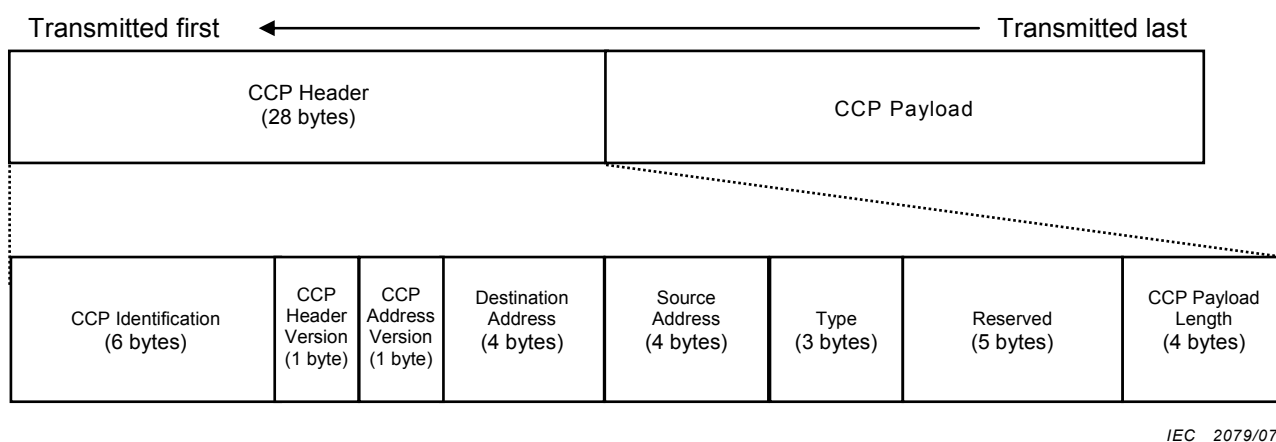 Transmitted first
Transmitted last
CCP Header
(28 bytes)
CCP Payload
CCP Identification
(6 bytes)
CCP
Header
Version
(1 byte)
CCP
Address
Version
(1 byte)
Destination
Address
(4 bytes)
Source
Address
(4 bytes)
Type
(3 bytes)
Reserved
(5 bytes)
CCP Payload
Length
(4 bytes)
IEC 2079/07